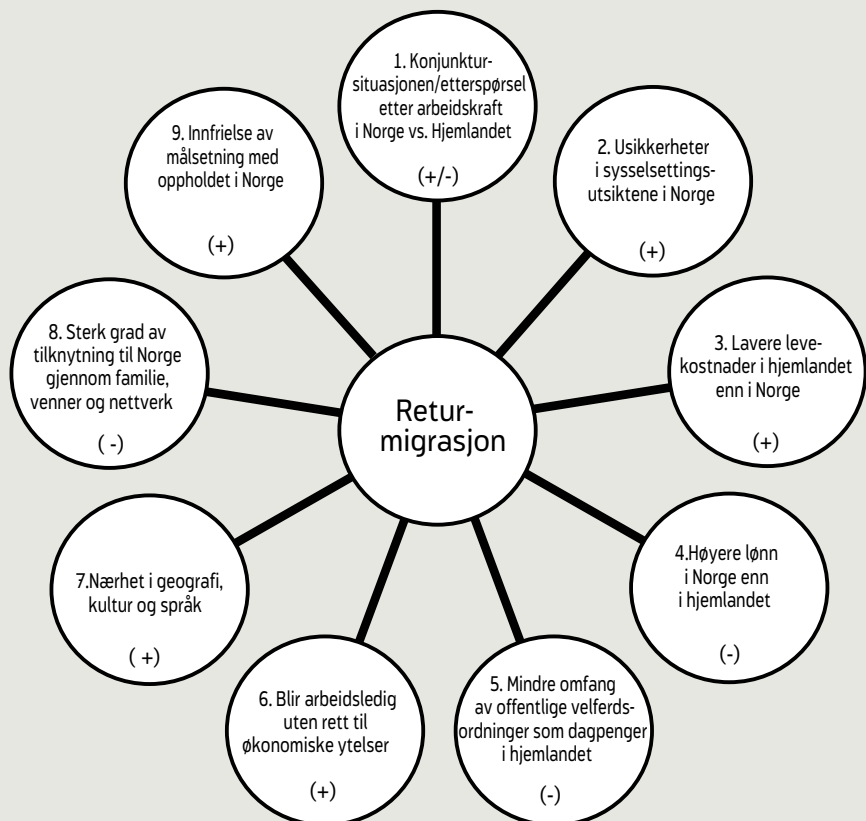 1. Konjunktur-
situasjonen/etterspørsel
etter arbeidskraft
i Norge vs. Hjemlandet
(+/-)
2. Usikkerheter
i sysselsettings-
utsiktene i Norge
(+)
3. Lavere leve-
kostnader i hjemlandet
enn i Norge
(+)
4.Høyere lønn
i Norge enn
i hjemlandet
(-)
5. Mindre omfang
av offentlige velferds-
ordninger som dagpenger
i hjemlandet
(-)
6. Blir arbeidsledig
uten rett til
økonomiske ytelser
(+)
7.Nærhet i geografi,
kultur og språk
( +)
8. Sterk grad av
tilknytning til Norge
gjennom familie,
venner og nettverk
( -)
9. Innfrielse av
målsetning med
oppholdet i Norge
(+)
Retur-
migrasjon